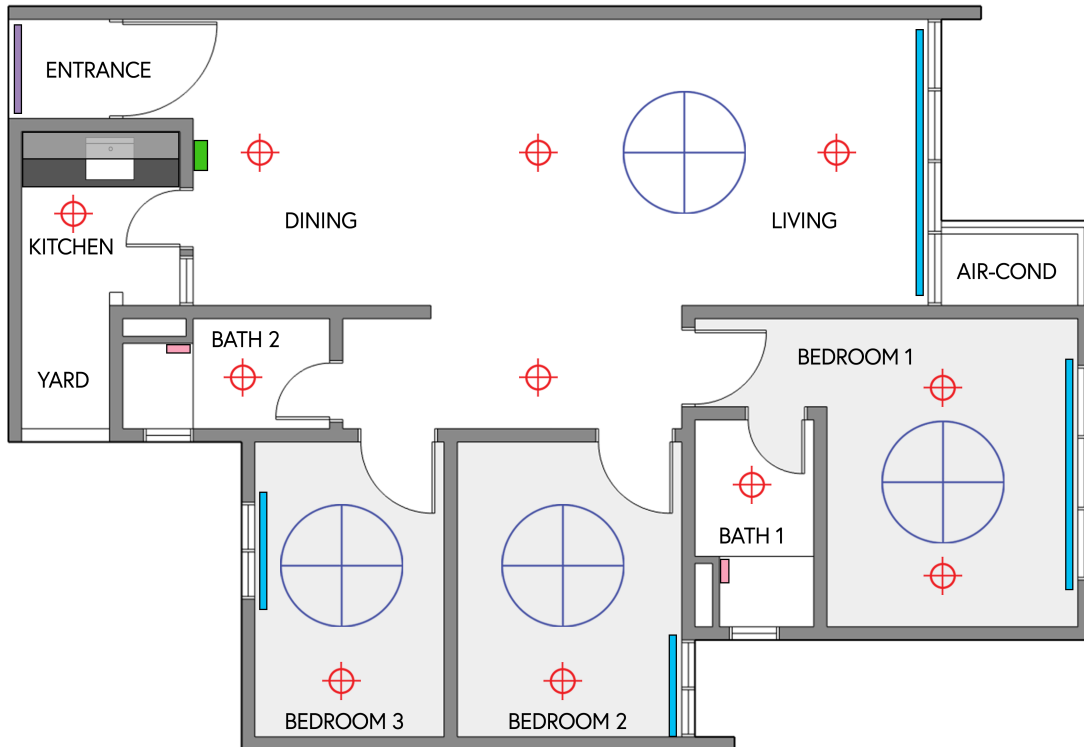 ENTRANCE
DINING
LIVING
KITCHEN
AIR-COND
BATH 2
BEDROOM 1
YARD
BATH 1
BEDROOM 3
BEDROOM 2